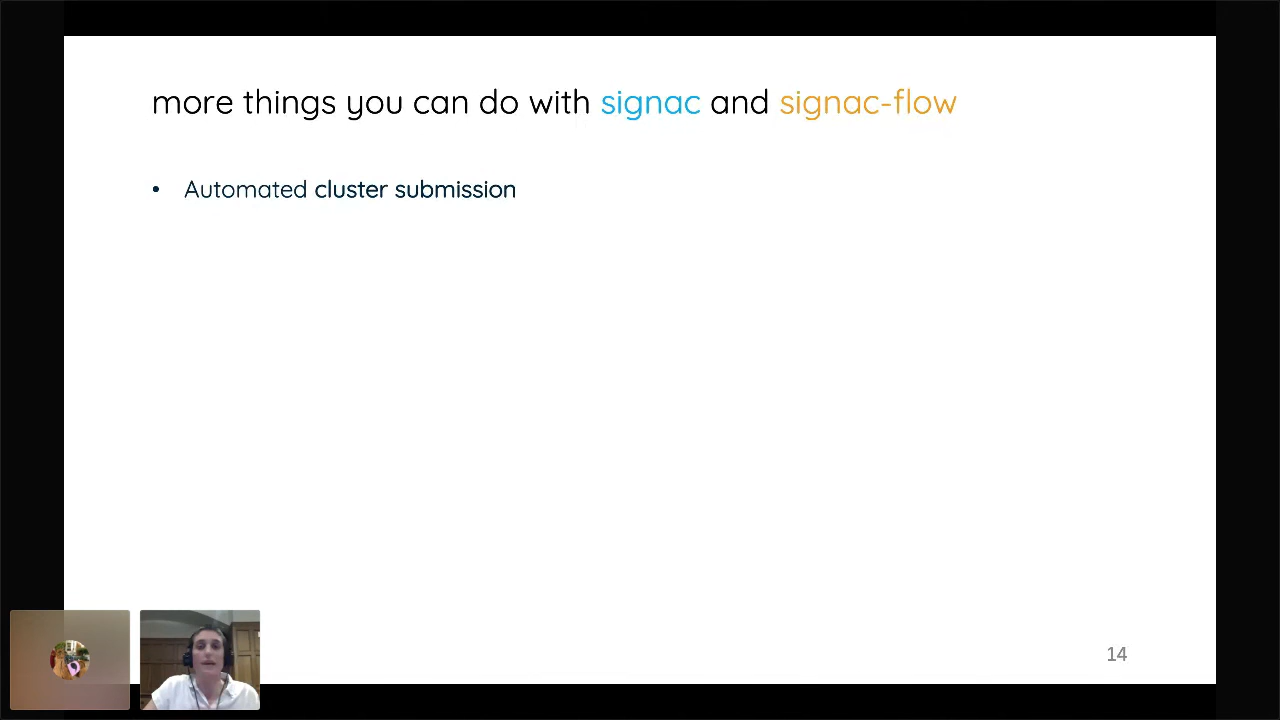 more things you can do with signac and signac-flow
• Automated cluster submission
14